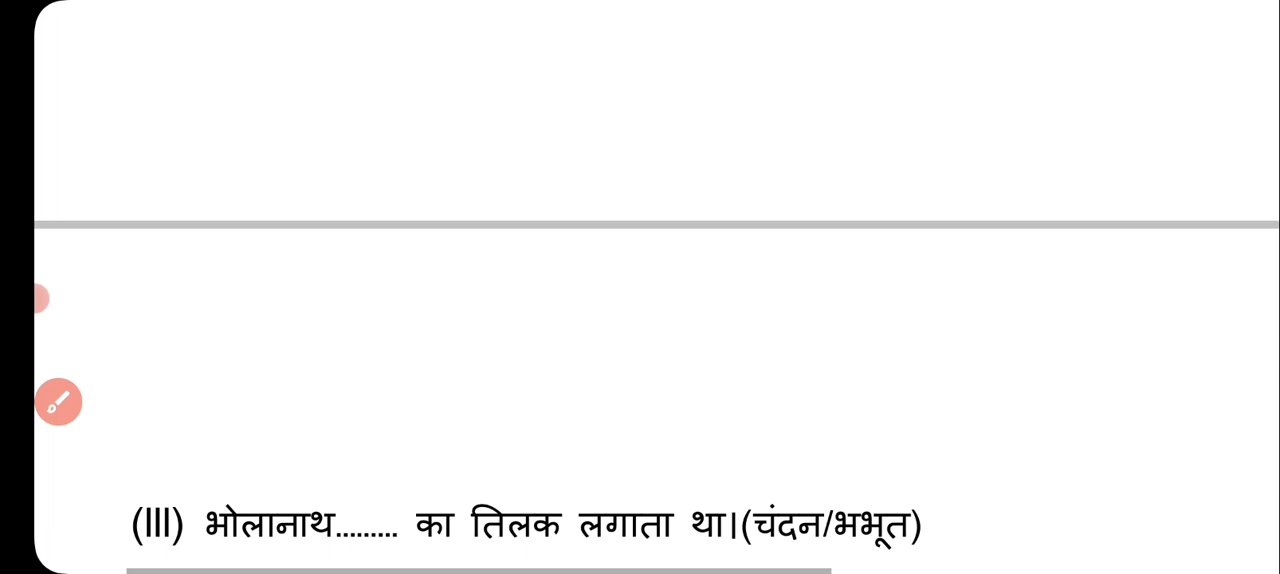 (III) भोलानाथ......... का तिलक लगाता था।(चंदन/भभूत)